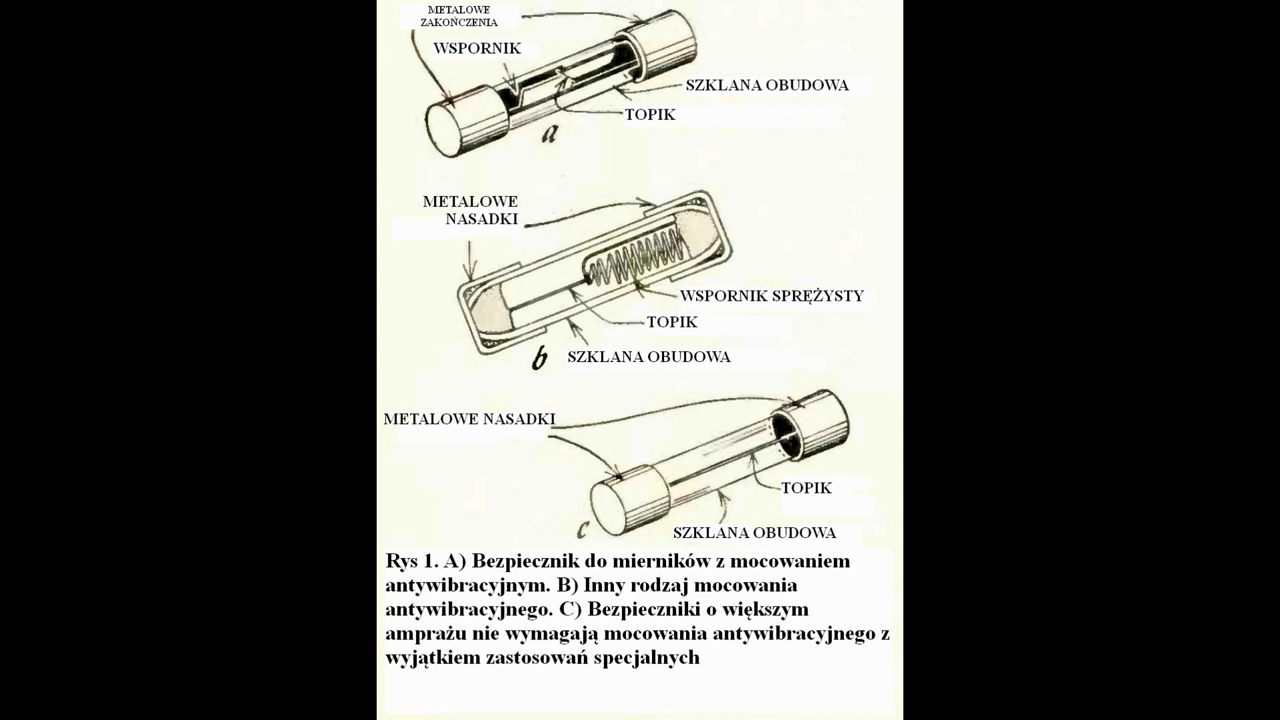 METALOWE
ZAKOŃCZENIA
WSPORNIK
SZKLANA OBUDOWA
TOPIK
a
METALOWE
NASADKI
WSPORNIK SPRĘŻYSTY
TOPIK
SZKLANA OBUDOWA
b
METALOWE NASADKI
TOPIK
SZKLANA OBUDOWA
c
Rys 1. A) Bezpiecznik do mierników z mocowaniem
antywibracyjnym. B) Inny rodzaj mocowania
antywibracyjnego. C) Bezpieczniki o większym
amprażu nie wymagają mocowania antywibracyjnego z
wyjątkiem zastosowań specjalnych